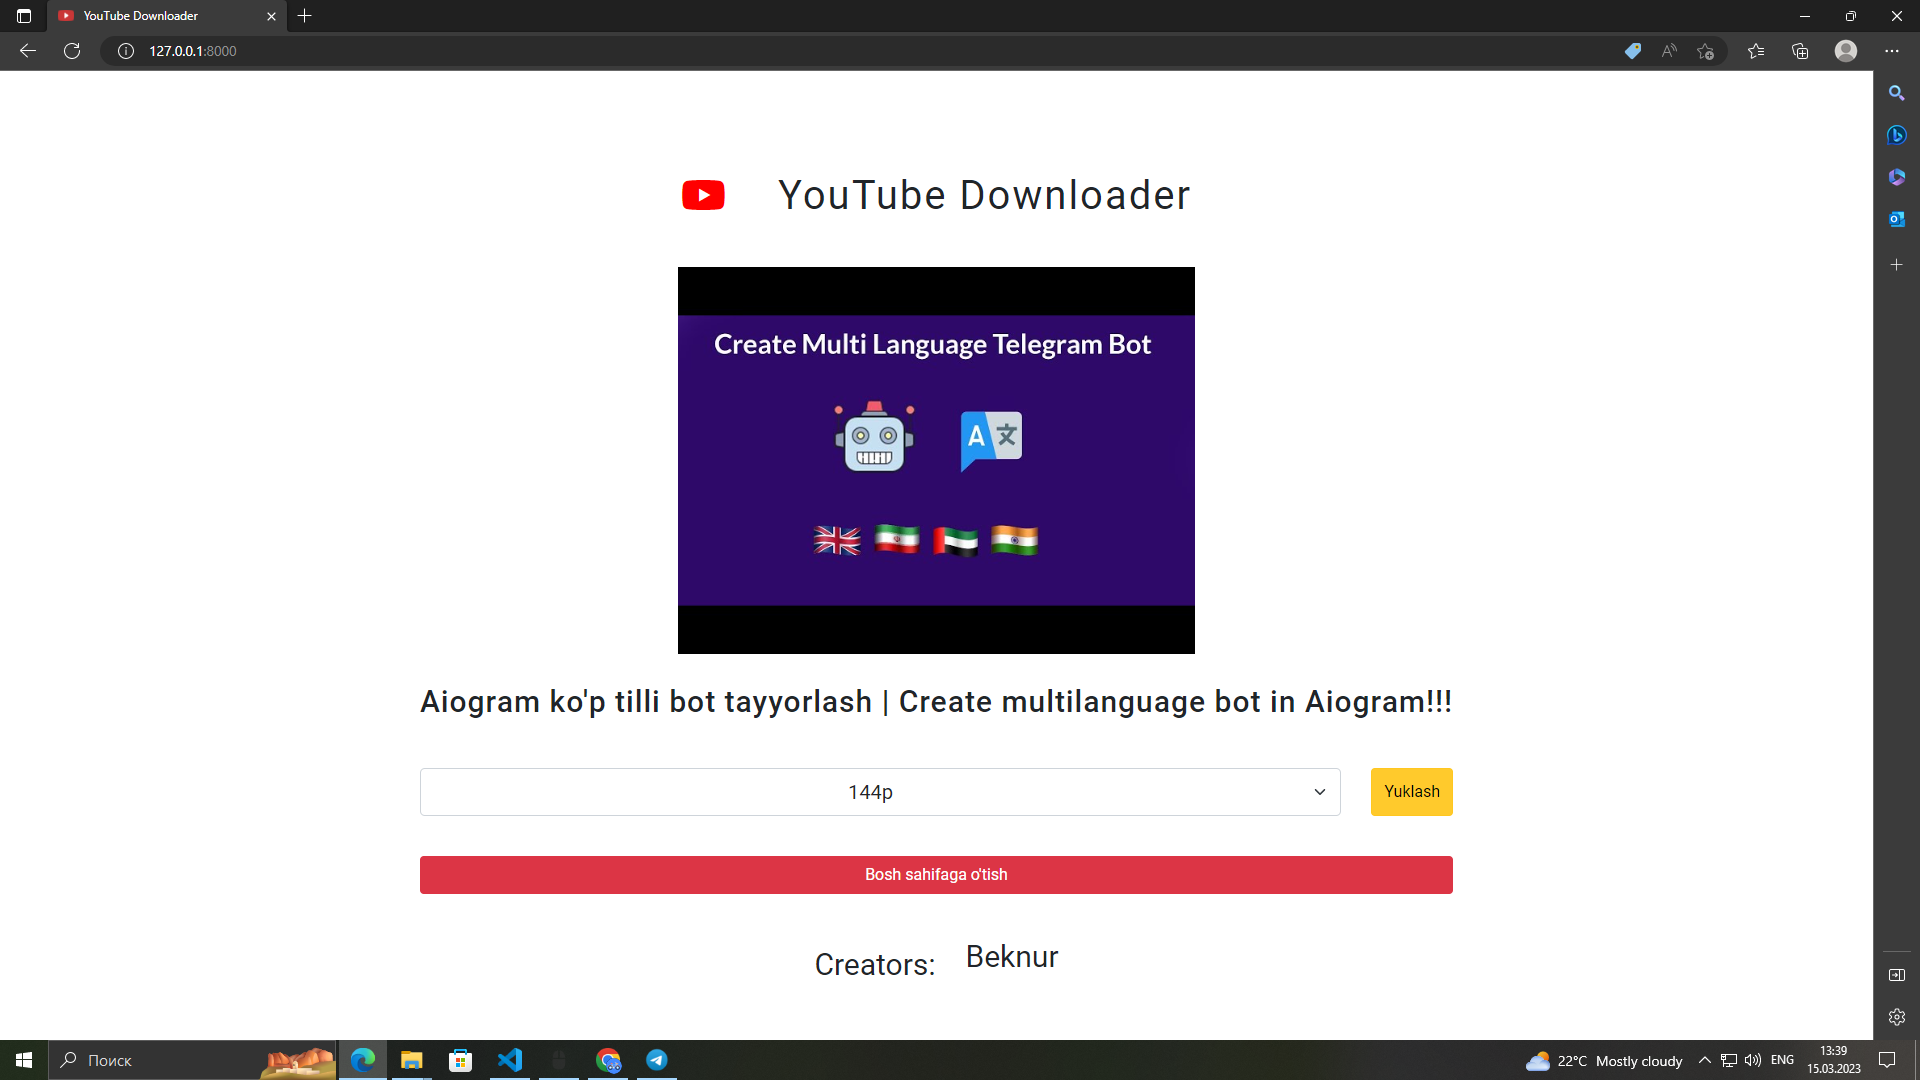 YouTube Downloader
127.0.0.1:8000
YouTube Downloader
Create Multi Language Telegram Bot
A 文
Aiogram ko'p tilli bot tayyorlash | Create multilanguage bot in Aiogram!!!
144p
Yuklash
Bosh sahifaga o'tish
Creators: Beknur
Поиск
22°C Mostly cloudy
ENG
13:39
15.03.2023